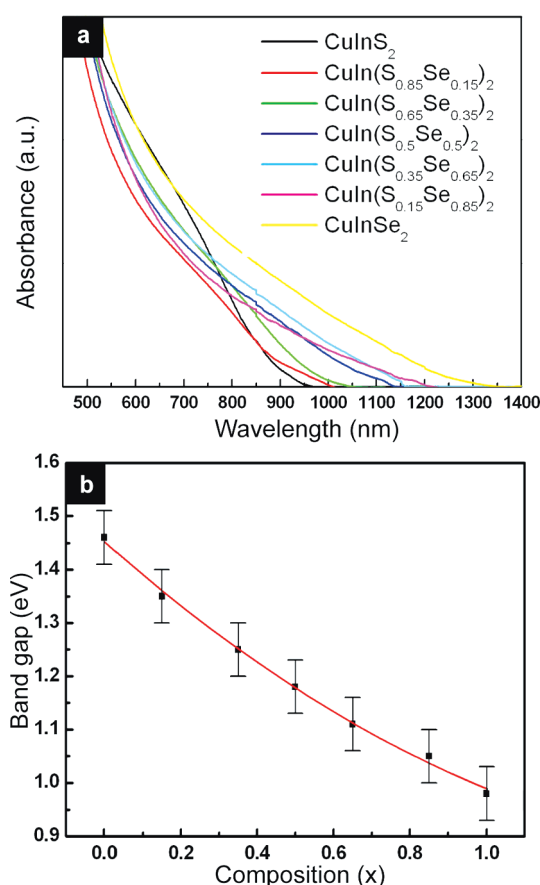 a
CuInS₂
CuIn(S₀.₈₅Se₀.₁₅)₂
CuIn(S₀.₆₅Se₀.₃₅)₂
CuIn(S₀.₅Se₀.₅)₂
CuIn(S₀.₃₅Se₀.₆₅)₂
CuIn(S₀.₁₅Se₀.₈₅)₂
CuInSe₂
Absorbance (a.u.)
500 600 700 800 900 1000 1100 1200 1300 1400
Wavelength (nm)
b
1.6
1.5
1.4
1.3
1.2
1.1
1.0
0.9
Band gap (eV)
0.0 0.2 0.4 0.6 0.8 1.0
Composition (x)